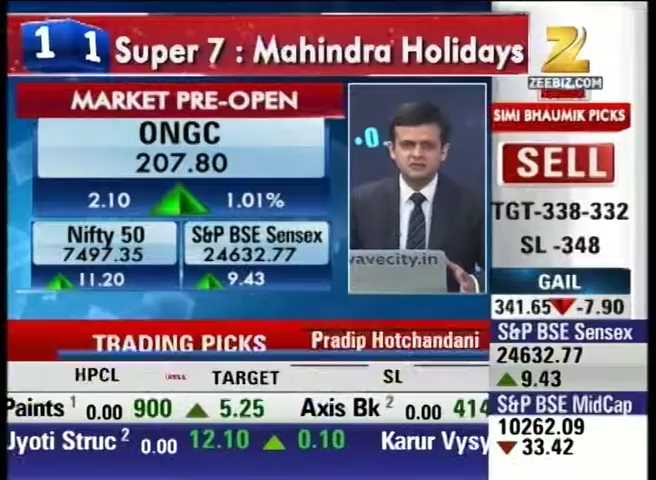 1 1
Super 7 : Mahindra Holidays
ZEEBIZ.COM
MARKET PRE-OPEN
ONGC
207.80
2.10 1.01%
Nifty 50
7497.35
11.20
S&P BSE Sensex
24632.77
9.43
.0
wavecity.in
SIMI BHAUMIK PICKS
SELL
TGT-338-332
SL -348
GAIL
341.65 -7.90
S&P BSE Sensex
24632.77
9.43
S&P BSE MidCap
10262.09
33.42
TRADING PICKS
Pradip Hotchandani
HPCL TARGET SL
Paints 1 0.00 900 5.25 Axis Bk 2 0.00 414
Jyoti Struc 2 0.00 12.10 0.10 Karur Vysy